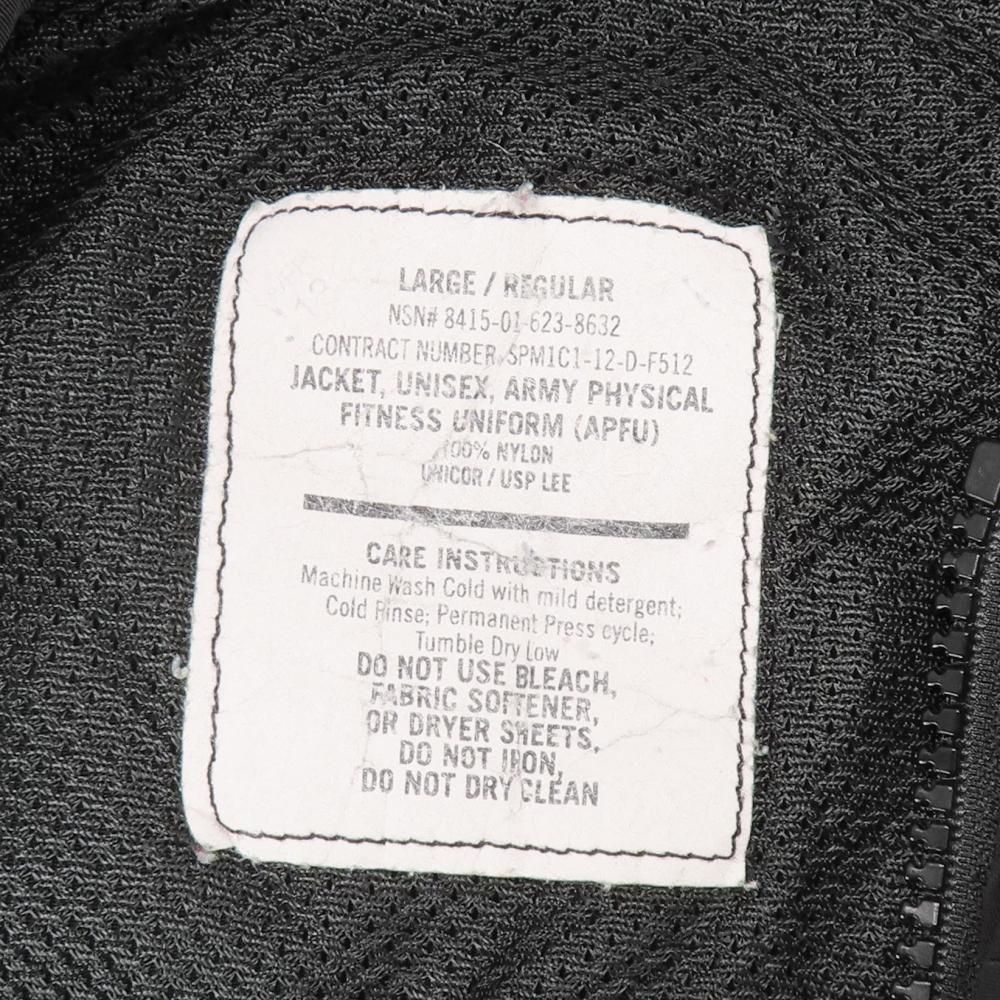 LARGE / REGULAR
NSN# 8415-01-623-8632
CONTRACT NUMBER SPM1C1-12-D-F512
JACKET, UNISEX, ARMY PHYSICAL
FITNESS UNIFORM (APFU)
100% NYLON
UNICOR / USP LEE
CARE INSTRUCTIONS
Machine Wash Cold with mild detergent;
Cold Rinse; Permanent Press cycle;
Tumble Dry Low
DO NOT USE BLEACH,
FABRIC SOFTENER,
OR DRYER SHEETS,
DO NOT IRON,
DO NOT DRY CLEAN